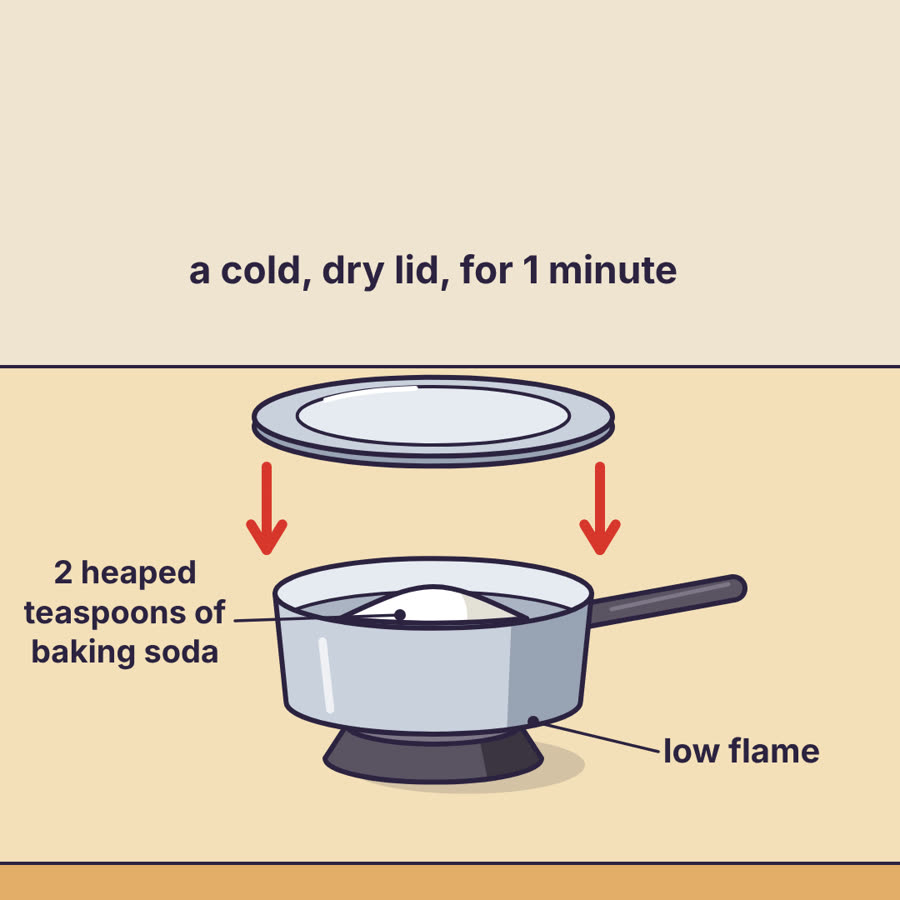 a cold, dry lid, for 1 minute
2 heaped
teaspoons of
baking soda
low flame